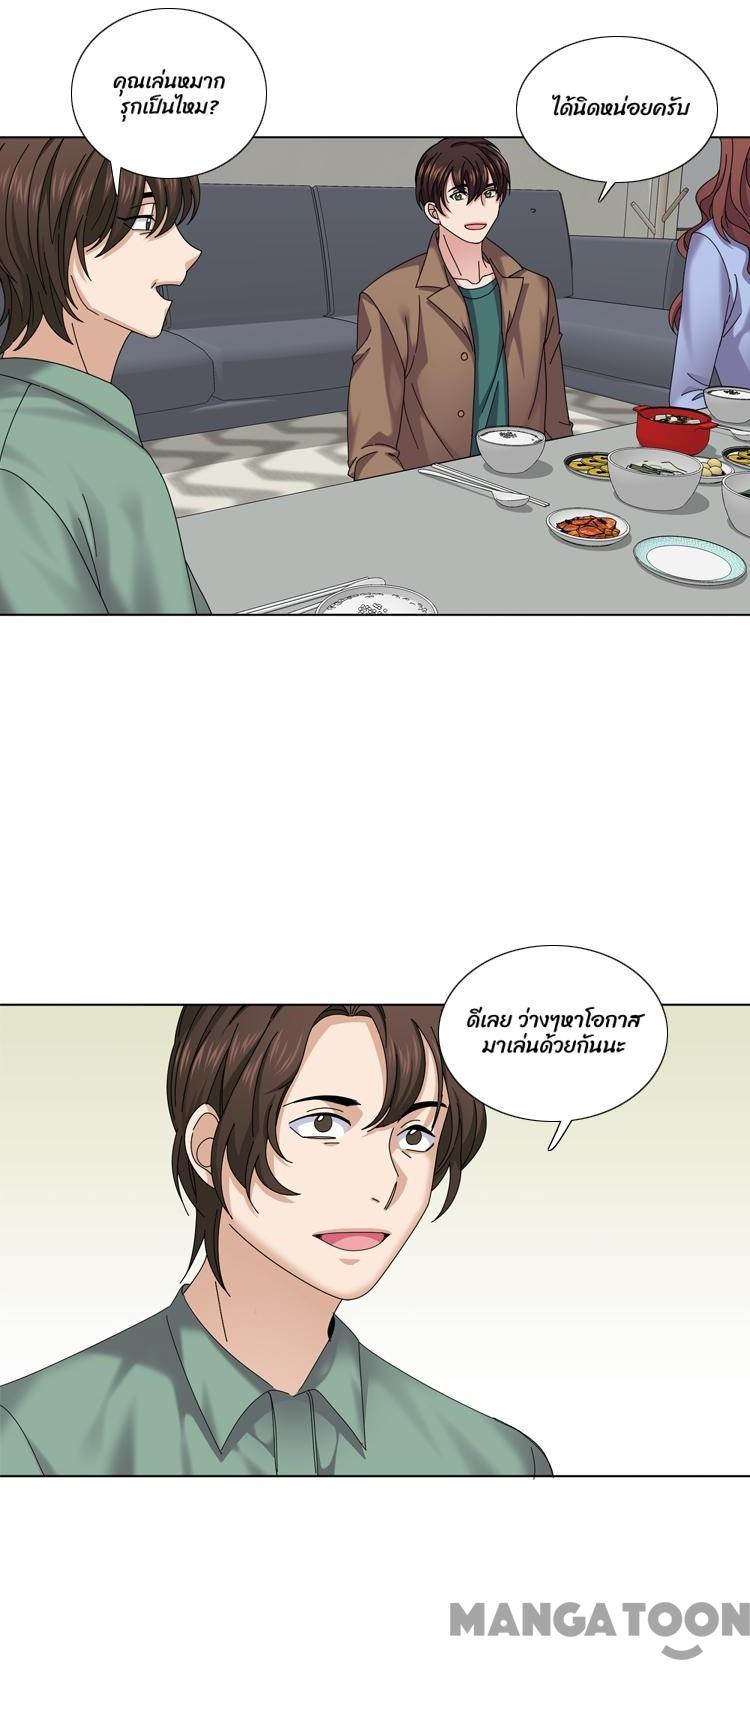 คุณเล่นหมาก
รุกเป็นไหม?
ได้นิดหน่อยครับ
ดีเลย ว่างๆหาโอกาส
มาเล่นด้วยกันนะ
MANGATOON